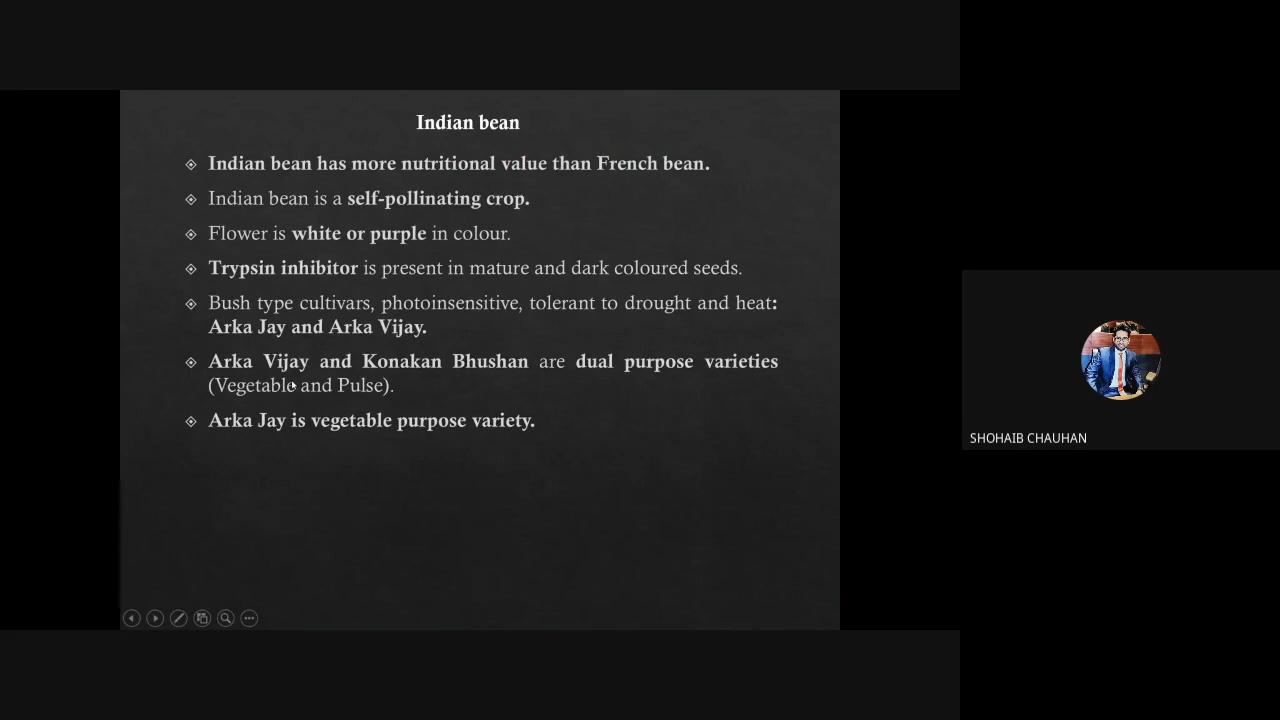 Indian bean
Indian bean has more nutritional value than French bean.
Indian bean is a self-pollinating crop.
Flower is white or purple in colour.
Trypsin inhibitor is present in mature and dark coloured seeds.
Bush type cultivars, photoinsensitive, tolerant to drought and heat:
Arka Jay and Arka Vijay.
Arka Vijay and Konakan Bhushan are dual purpose varieties
(Vegetable and Pulse).
Arka Jay is vegetable purpose variety.
SHOHAIB CHAUHAN